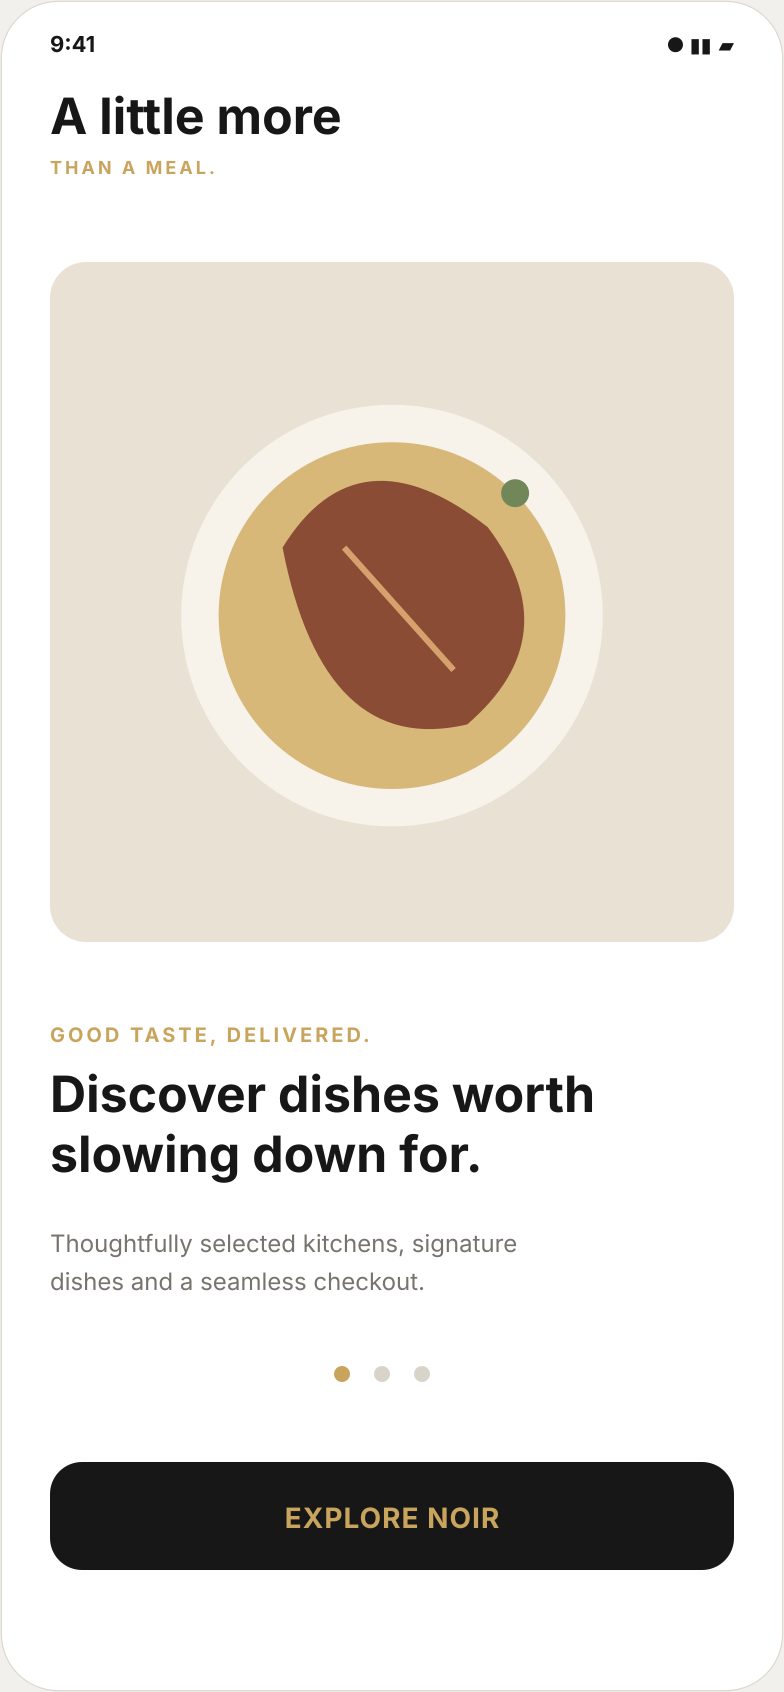 9:41
A little more
THAN A MEAL.
GOOD TASTE, DELIVERED.
Discover dishes worth
slowing down for.
Thoughtfully selected kitchens, signature
dishes and a seamless checkout.
EXPLORE NOIR